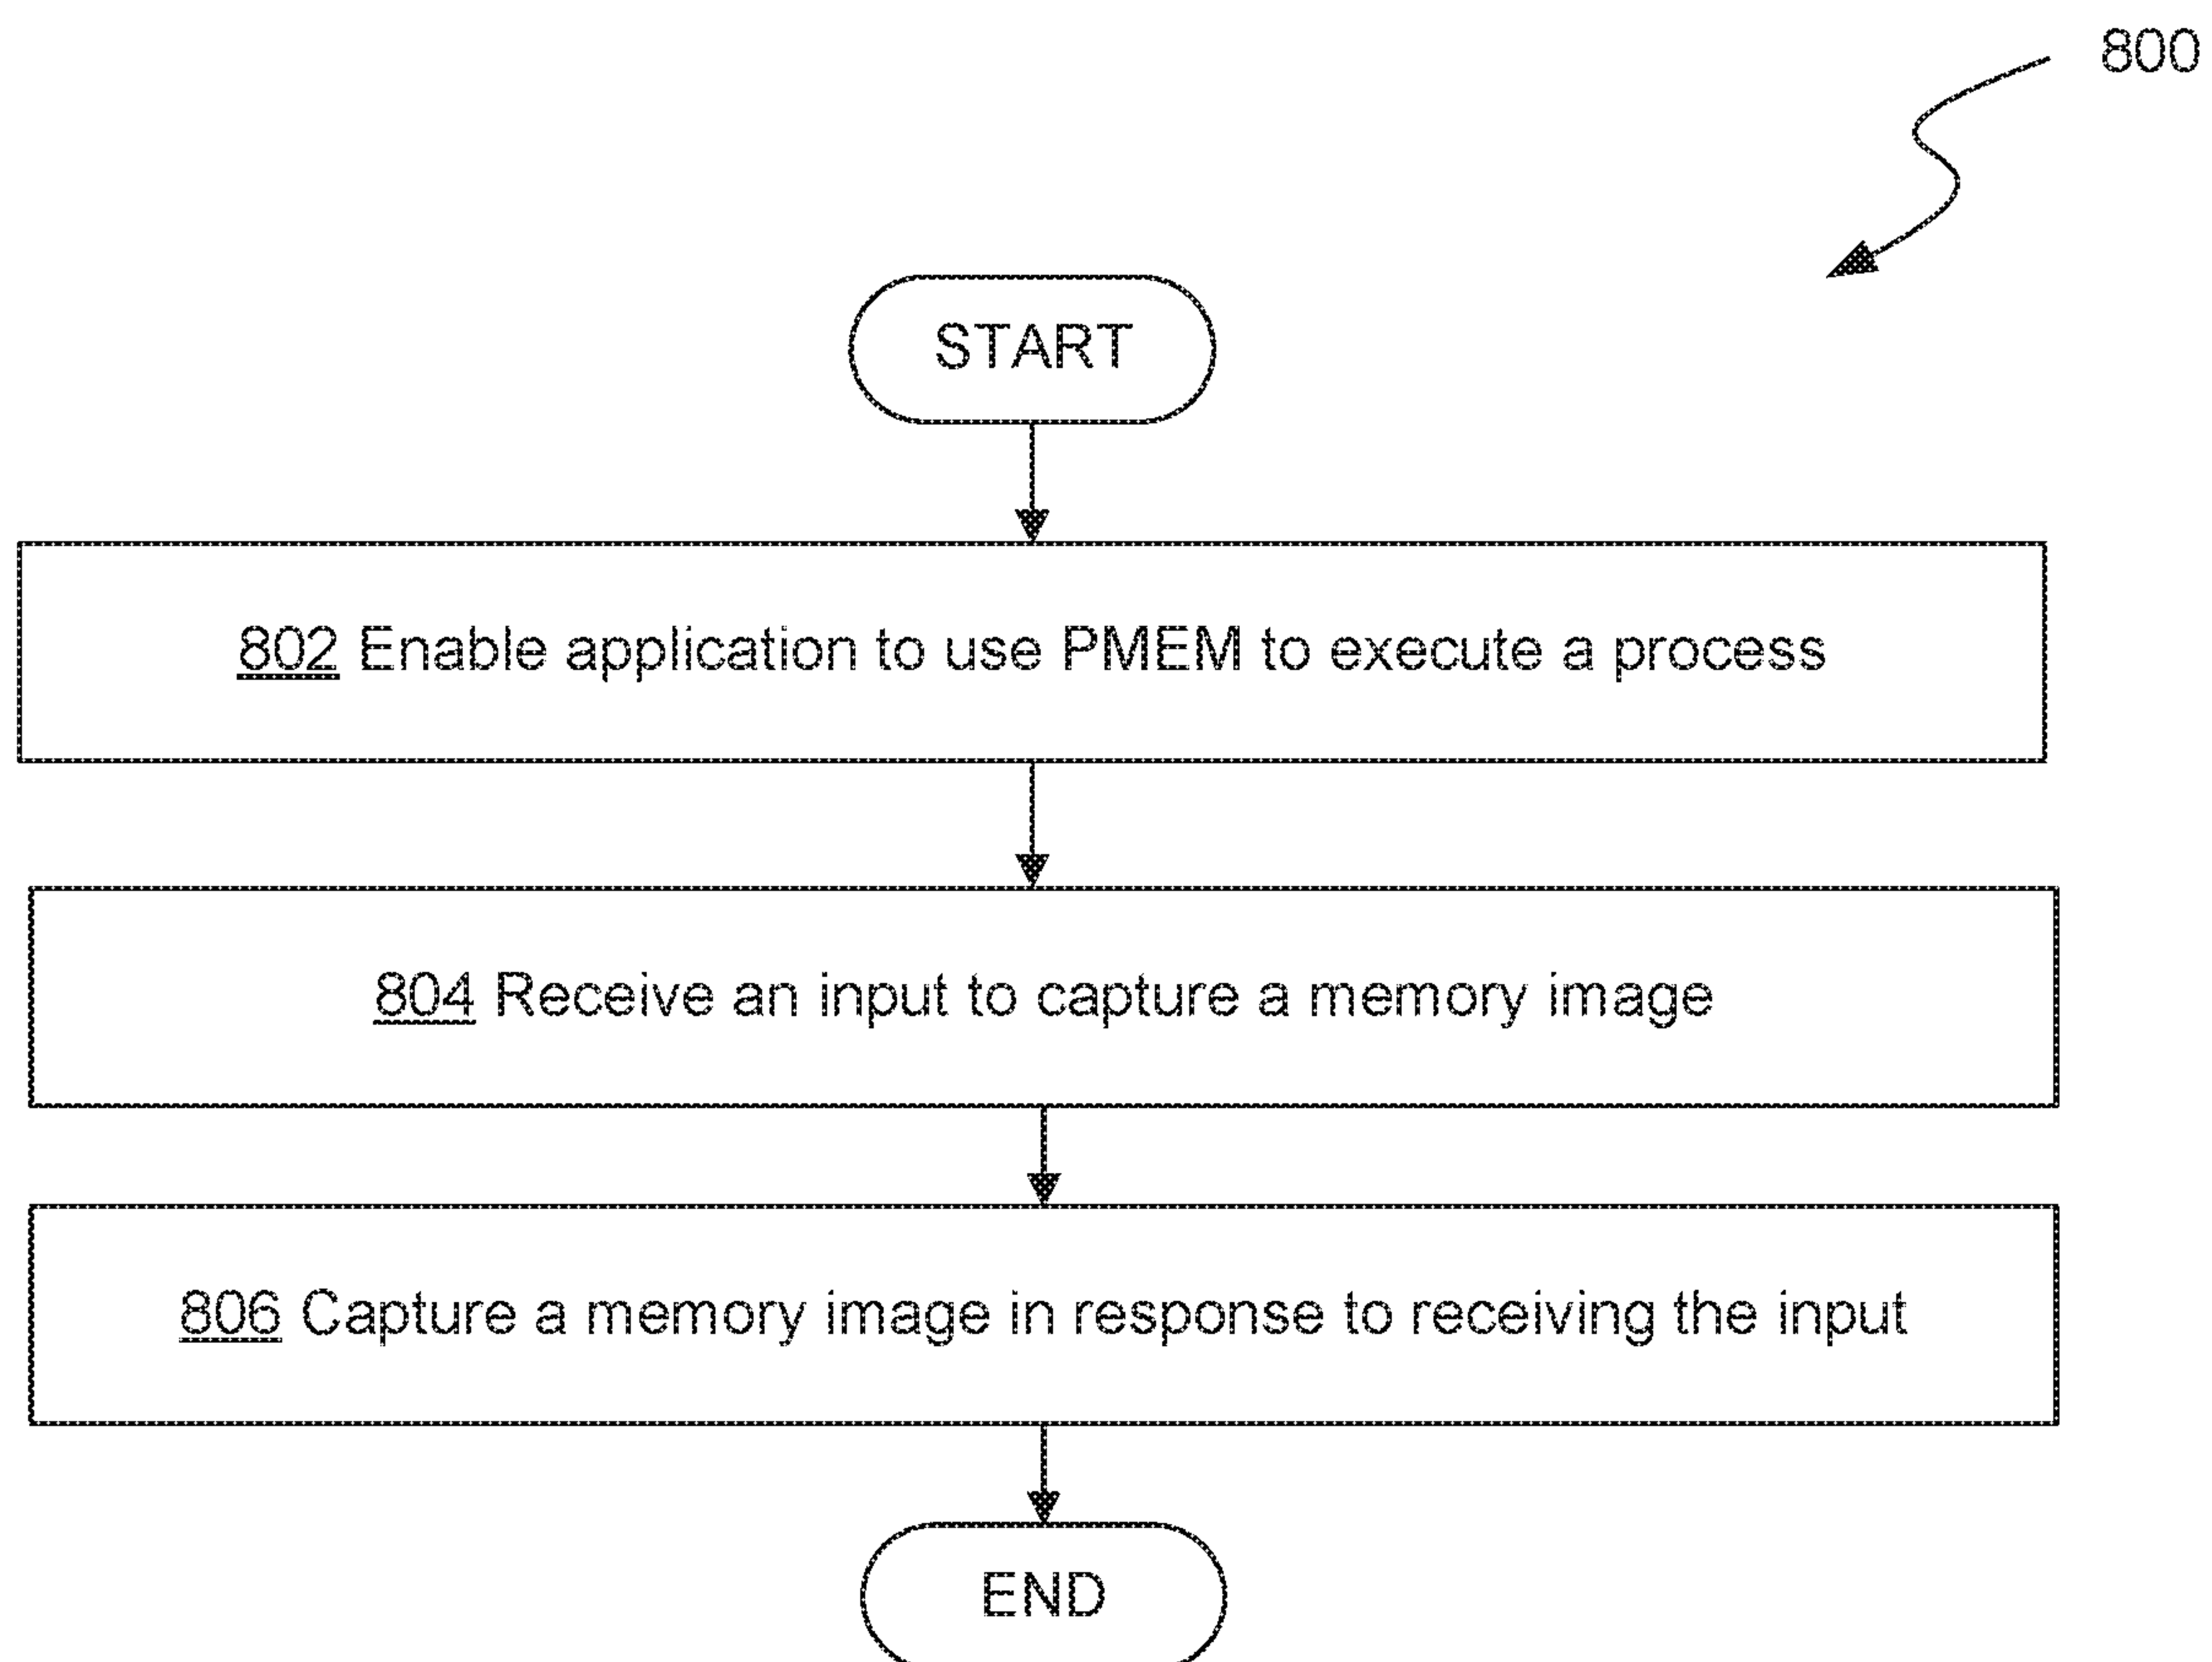 800
START
802 Enable application to use PMEM to execute a process
804 Receive an input to capture a memory image
806 Capture a memory image in response to receiving the input
END